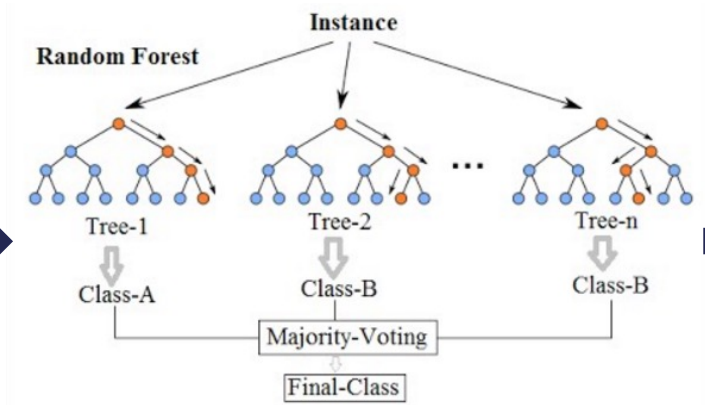 Instance
Random Forest
...
Tree-1
Tree-2
Tree-n
Class-A
Class-B
Class-B
Majority-Voting
Final-Class